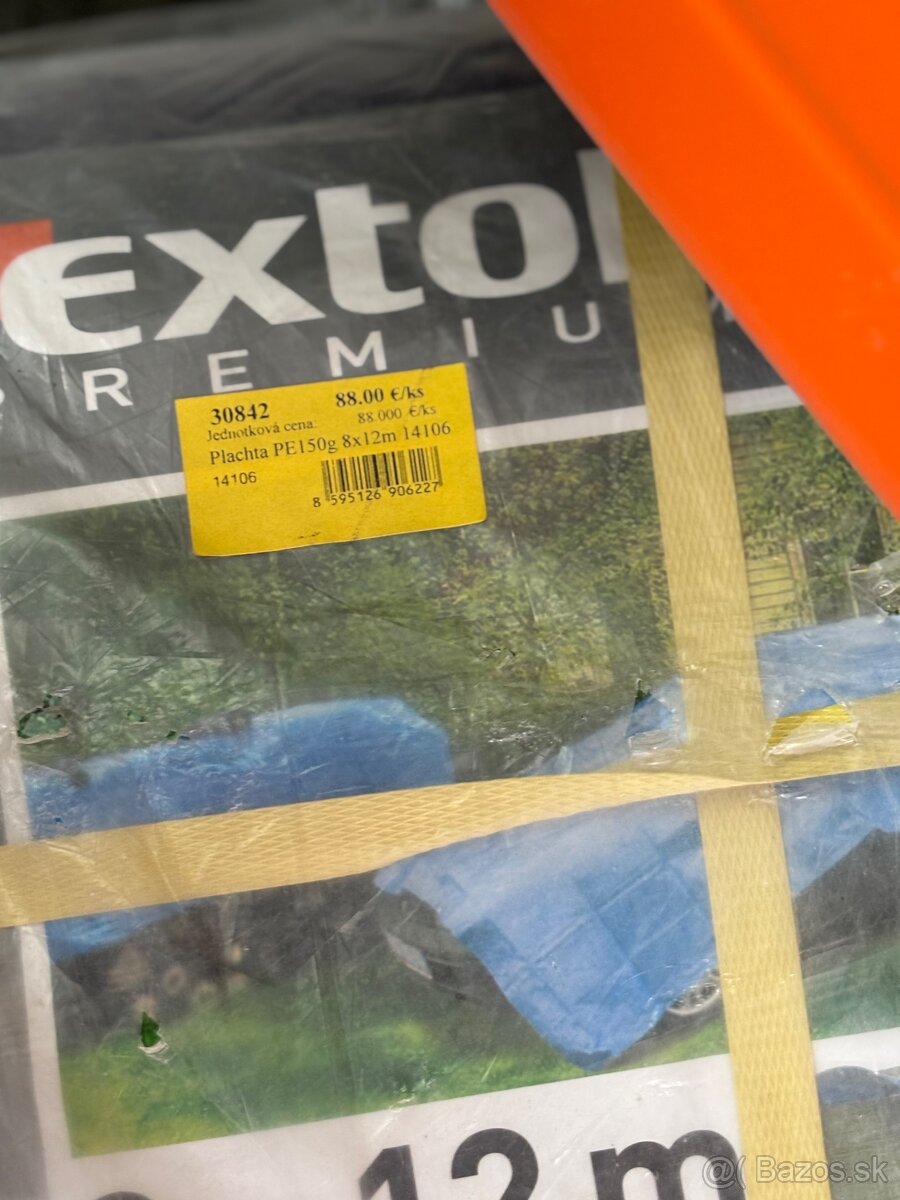 extol
PREMIU
30842 88.00 €/ks
Jednotková cena: 88.000 €/ks
Plachta PE150g 8x12m 14106
14106
8 595126 906227
12 m
@( Bazos.sk